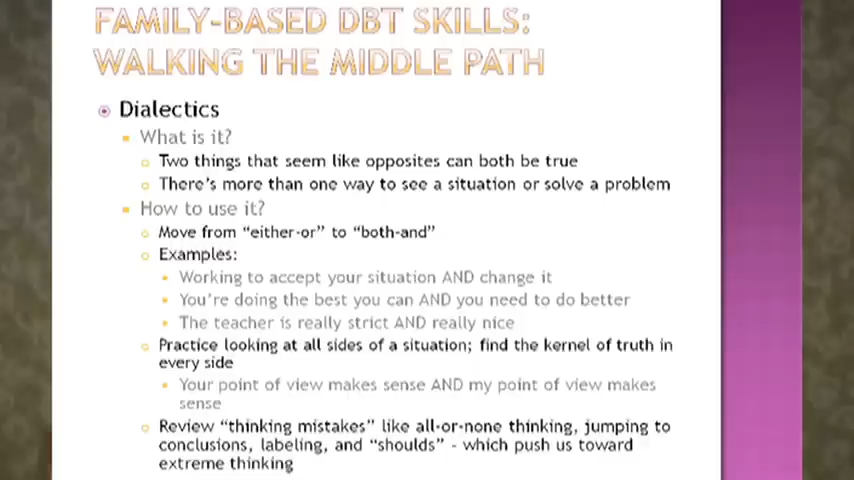 FAMILY-BASED DBT SKILLS:
WALKING THE MIDDLE PATH
Dialectics
What is it?
Two things that seem like opposites can both be true
There's more than one way to see a situation or solve a problem
How to use it?
Move from "either-or" to "both-and"
Examples:
Working to accept your situation AND change it
You're doing the best you can AND you need to do better
The teacher is really strict AND really nice
Practice looking at all sides of a situation; find the kernel of truth in
every side
Your point of view makes sense AND my point of view makes
sense
Review "thinking mistakes" like all-or-none thinking, jumping to
conclusions, labeling, and "shoulds" - which push us toward
extreme thinking